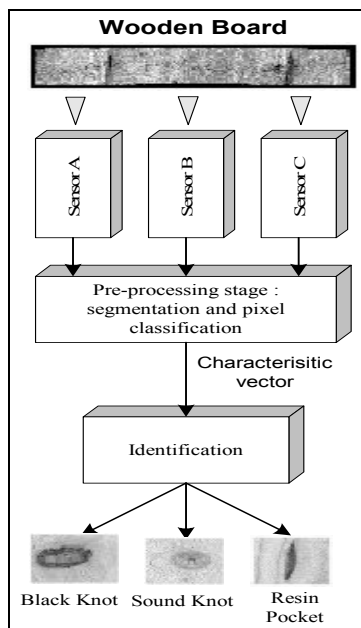 Wooden Board
Sensor A
Sensor B
Sensor C
Pre-processing stage :
segmentation and pixel
classification
Characterisitic
vector
Identification
Black Knot
Sound Knot
Resin
Pocket